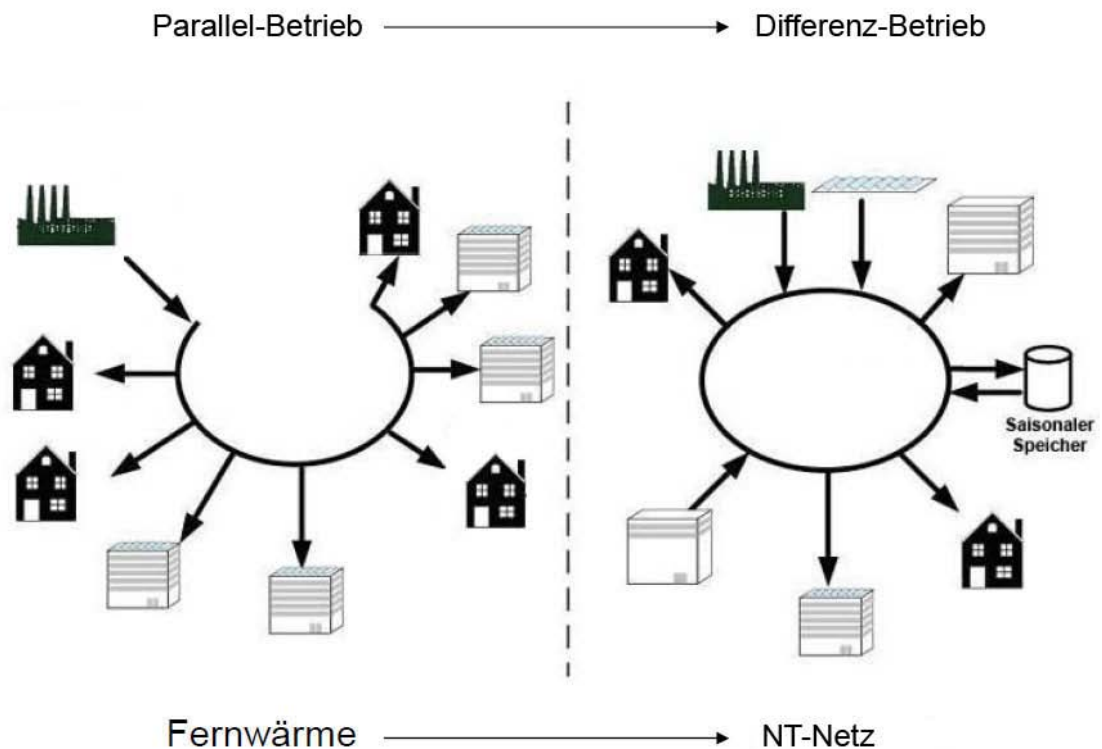 Parallel-Betrieb
Differenz-Betrieb
Saisonaler
Speicher
Fernwärme
NT-Netz